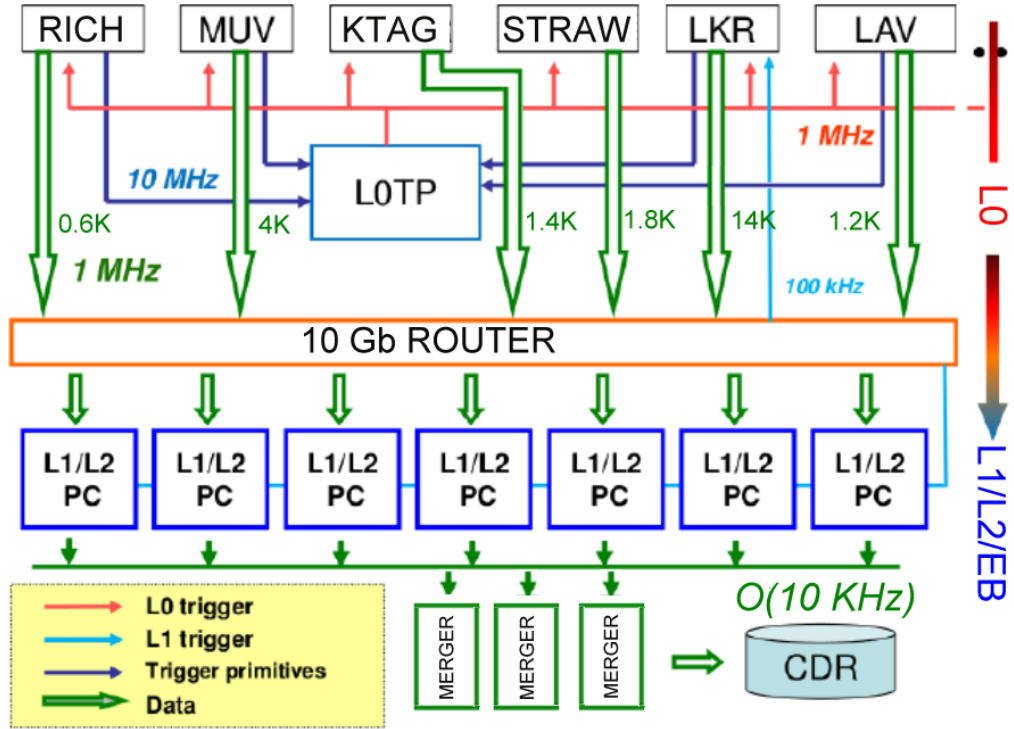 RICH
MUV
KTAG
STRAW
LKR
LAV
1 MHz
10 MHz
L0TP
L0
0.6K
4K
1.4K
1.8K
14K
1.2K
1 MHz
100 kHz
10 Gb ROUTER
L1/L2
PC
L1/L2
PC
L1/L2
PC
L1/L2
PC
L1/L2
PC
L1/L2
PC
L1/L2
PC
L1/L2/EB
L0 trigger
L1 trigger
Trigger primitives
Data
MERGER
MERGER
MERGER
O(10 KHz)
CDR